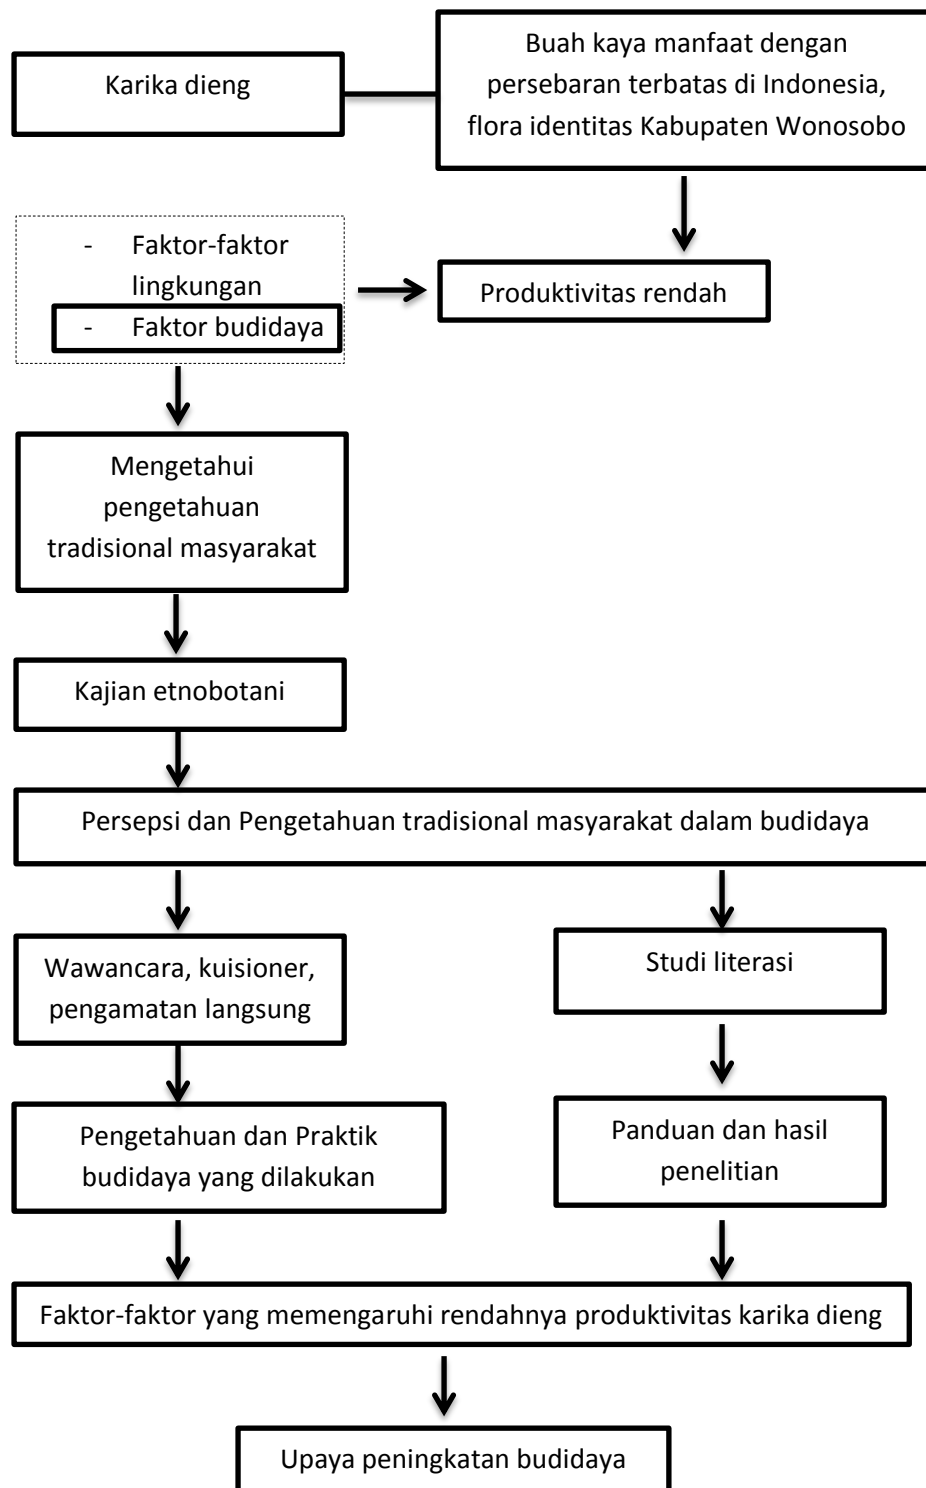 Karika dieng
Buah kaya manfaat dengan
persebaran terbatas di Indonesia,
flora identitas Kabupaten Wonosobo
- Faktor-faktor
lingkungan
- Faktor budidaya
Produktivitas rendah
Mengetahui
pengetahuan
tradisional masyarakat
Kajian etnobotani
Persepsi dan Pengetahuan tradisional masyarakat dalam budidaya
Wawancara, kuisioner,
pengamatan langsung
Studi literasi
Pengetahuan dan Praktik
budidaya yang dilakukan
Panduan dan hasil
penelitian
Faktor-faktor yang memengaruhi rendahnya produktivitas karika dieng
Upaya peningkatan budidaya